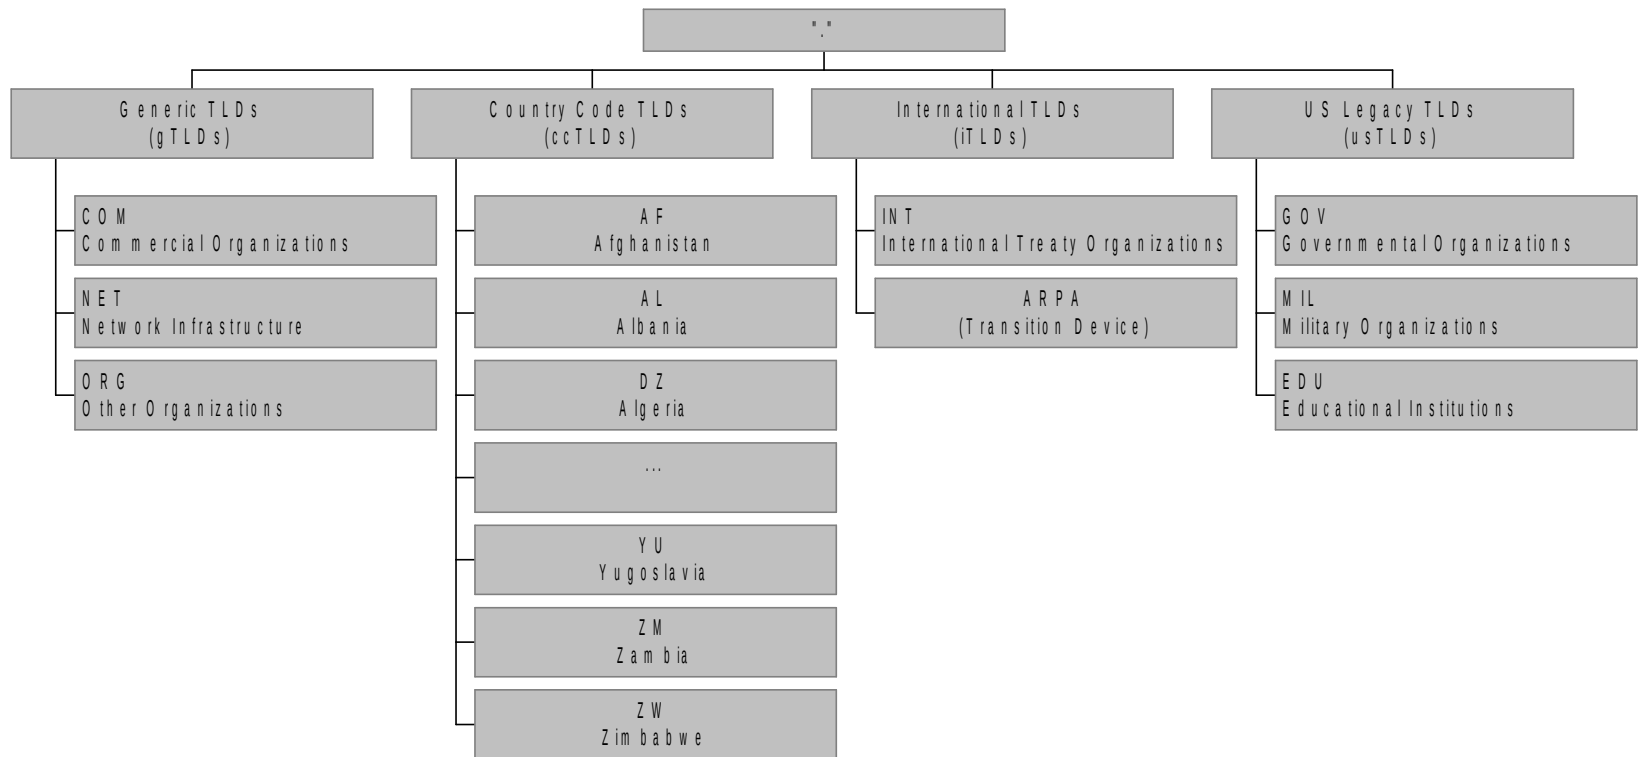 "."
Generic TLDs
(gTLDs)
Country Code TLDs
(ccTLDs)
International TLDs
(iTLDs)
US Legacy TLDs
(usTLDs)
COM
Commercial Organizations
NET
Network Infrastructure
ORG
Other Organizations
AF
Afghanistan
AL
Albania
DZ
Algeria
...
YU
Yugoslavia
ZM
Zambia
ZW
Zimbabwe
INT
International Treaty Organizations
ARPA
(Transition Device)
GOV
Governmental Organizations
MIL
Military Organizations
EDU
Educational Institutions